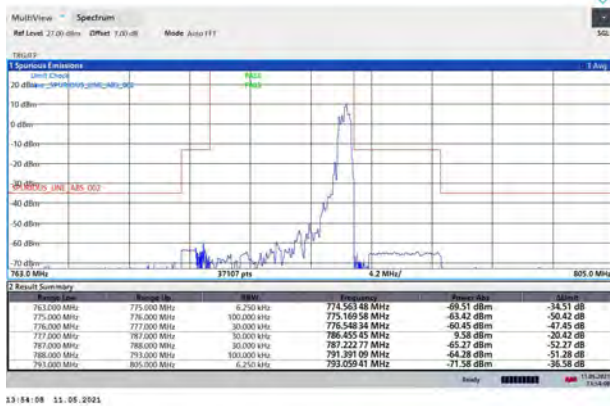 MultiView Spectrum
Ref Level 27.00 dBm Offset 7.00 dB Mode Auto FFT
SGL
TRG:EXT
1 Spurious Emissions
Limit Check PASS
PASS
20 dBm
10 dBm
0 dBm
-10 dBm
-20 dBm
SPURIOUS_LINE_ABS_002
-40 dBm
-50 dBm
-60 dBm
-70 dBm
763.0 MHz 37107 pts 4.2 MHz/ 805.0 MHz
2 Result Summary
Range Low Range Up RBW Frequency Power Abs ΔLimit
763.000 MHz 775.000 MHz 6.250 kHz 774.563 48 MHz -69.51 dBm -34.51 dB
775.000 MHz 776.000 MHz 100.000 kHz 775.169 58 MHz -63.42 dBm -50.42 dB
776.000 MHz 777.000 MHz 30.000 kHz 776.548 34 MHz -60.45 dBm -47.45 dB
777.000 MHz 787.000 MHz 30.000 kHz 786.455 45 MHz 9.58 dBm -20.42 dB
787.000 MHz 788.000 MHz 30.000 kHz 787.222 77 MHz -65.27 dBm -52.27 dB
788.000 MHz 793.000 MHz 100.000 kHz 791.391 09 MHz -64.28 dBm -51.28 dB
793.000 MHz 805.000 MHz 6.250 kHz 793.059 41 MHz -71.58 dBm -36.58 dB
Ready 11.05.2021
13:54:08
13:54:08 11.05.2021